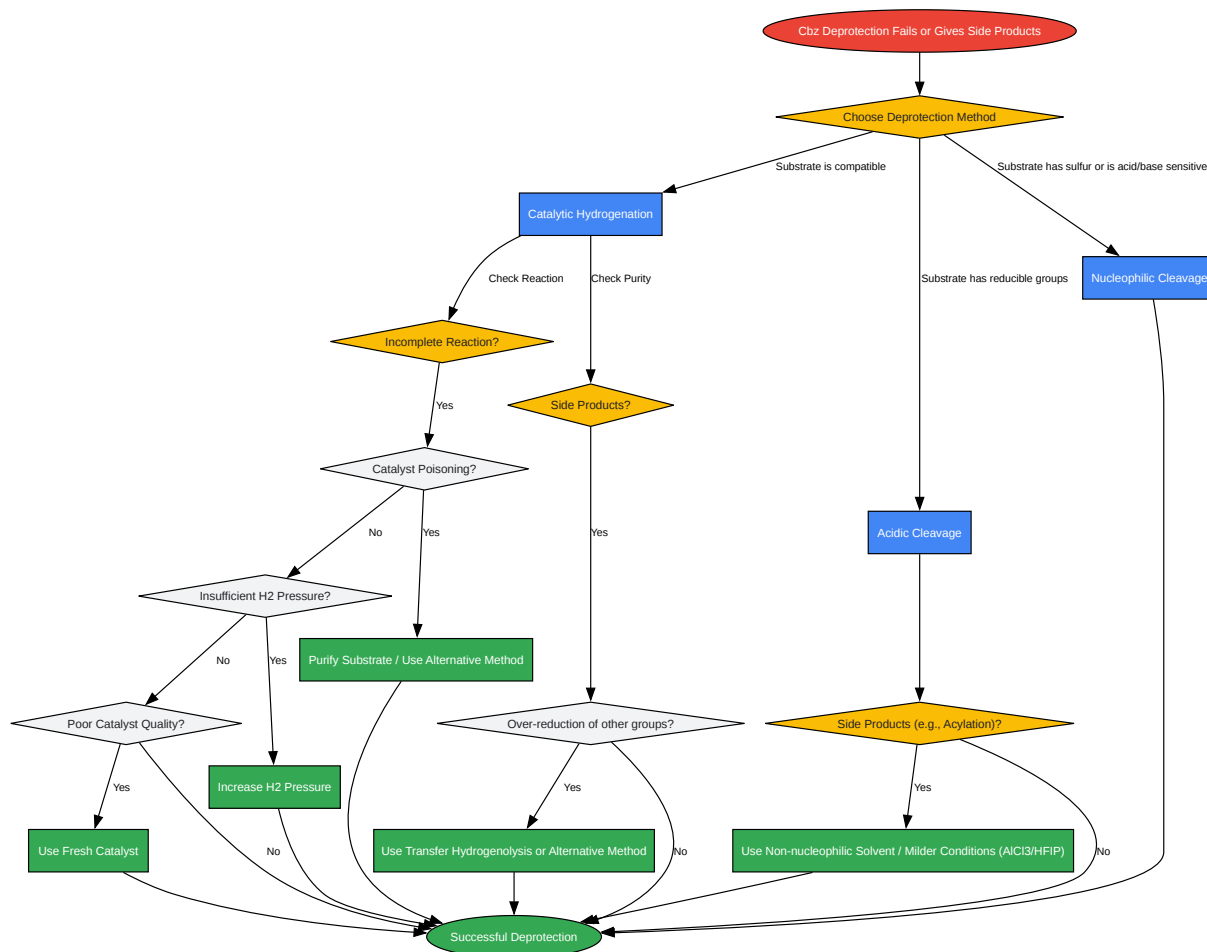 Cbz Deprotection Fails or Gives Side Products
Choose Deprotection Method
Substrate is compatible
Substrate has sulfur or is acid/base sensitive
Catalytic Hydrogenation
Check Reaction
Check Purity
Substrate has reducible groups
Nucleophilic Cleavage
Incomplete Reaction?
Yes
Side Products?
Catalyst Poisoning?
No
Yes
Yes
Acidic Cleavage
Insufficient H2 Pressure?
No
Yes
Purify Substrate / Use Alternative Method
Poor Catalyst Quality?
Over-reduction of other groups?
Side Products (e.g., Acylation)?
Yes
Increase H2 Pressure
Yes
Yes
Use Fresh Catalyst
No
Use Transfer Hydrogenolysis or Alternative Method
No
Use Non-nucleophilic Solvent / Milder Conditions (AlCl3/HFIP)
No
Successful Deprotection